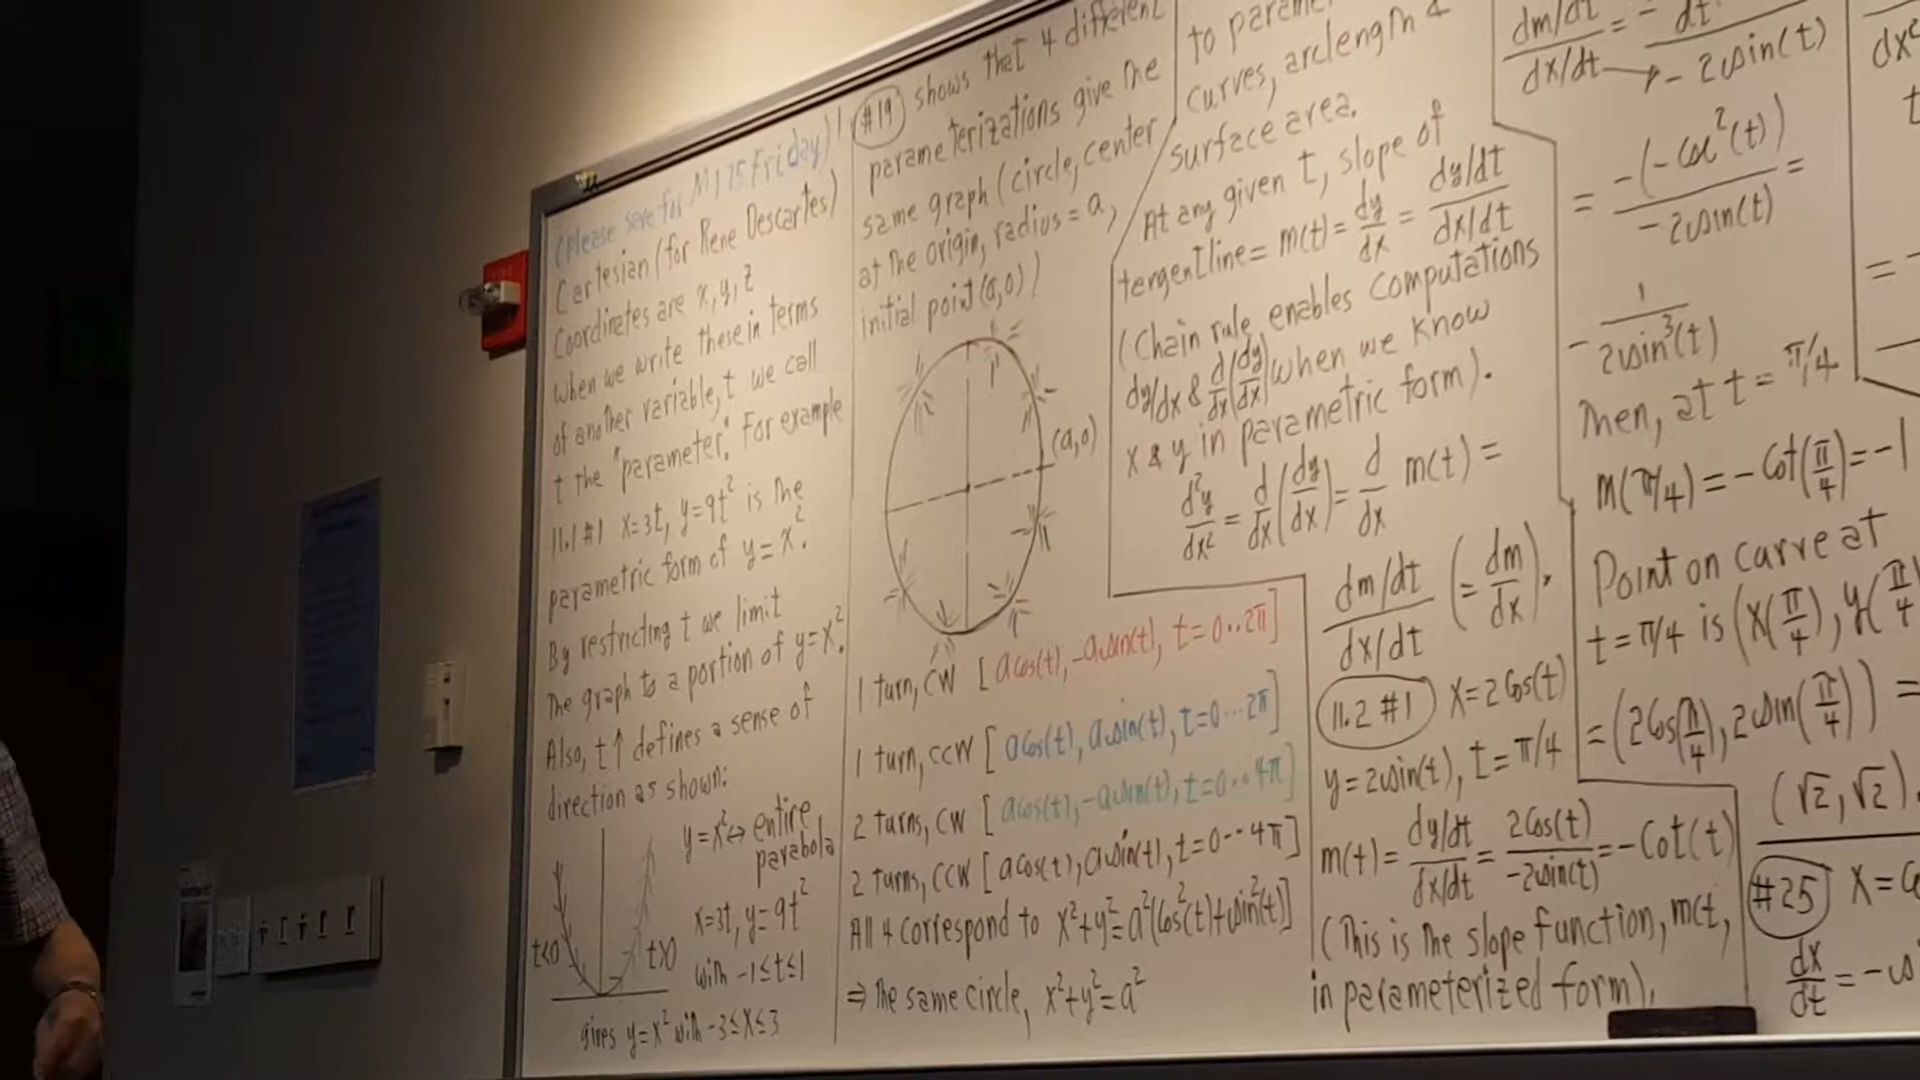 (Please save for M175 Friday)
Cartesian (for Rene Descartes)
Coordinates are x, y, z
When we write these in terms
of another variable, t we call
t the "parameter." For example
11.1 #1 x=3t, y=9t² is the
parametric form of y=x².
By restricting t we limit
the graph to a portion of y=x².
Also, t↑ defines a sense of
direction as shown:
y=x² ↔ entire
parabola
x=3t, y=9t²
with -1≤t≤1
t<0
t>0
gives y=x² with -3≤x≤3
#19 shows that 4 different
parameterizations give the
same graph (circle, center
at the origin, radius = a,
initial point (a,0))
(a,0)
1 turn, CW [acos(t), -asin(t), t=0..2π]
1 turn, CCW [acos(t), asin(t), t=0...2π]
2 turns, CW [acos(t), -asin(t), t=0...4π]
2 turns, CCW [acos(t), asin(t), t=0..4π]
All 4 correspond to x²+y²=a²(cos²(t)+sin²(t))
⇒ the same circle, x²+y²=a²
to
curves, arclength &
surface area.
At any given t, slope of
tangent line = m(t) = dy/dx = (dy/dt)/(dx/dt)
(Chain rule enables computations
dy/dx & d/dx(dy/dx) when we know
x & y in parametric form).
d²y/dx² = d/dx(dy/dx) = d/dx m(t) =
(dm/dt)/(dx/dt) (= dm/dx).
11.2 #1 x=2cos(t)
y=2sin(t), t=π/4
m(t) = (dy/dt)/(dx/dt) = 2cos(t)/-2sin(t) = -cot(t)
(This is the slope function, m(t),
in parameterized form).
(dm/dt)/(dx/dt) = - dt / -2sin(t)
= -(-csc²(t))/-2sin(t) =
- 1/2sin³(t)
Then, at t = π/4
m(π/4) = -cot(π/4) = -1
Point on curve at
t=π/4 is (x(π/4), y(π/4
= (2cos(π/4), 2sin(π/4)) =
(√2, √2).
#25 x=
dx/dt = -